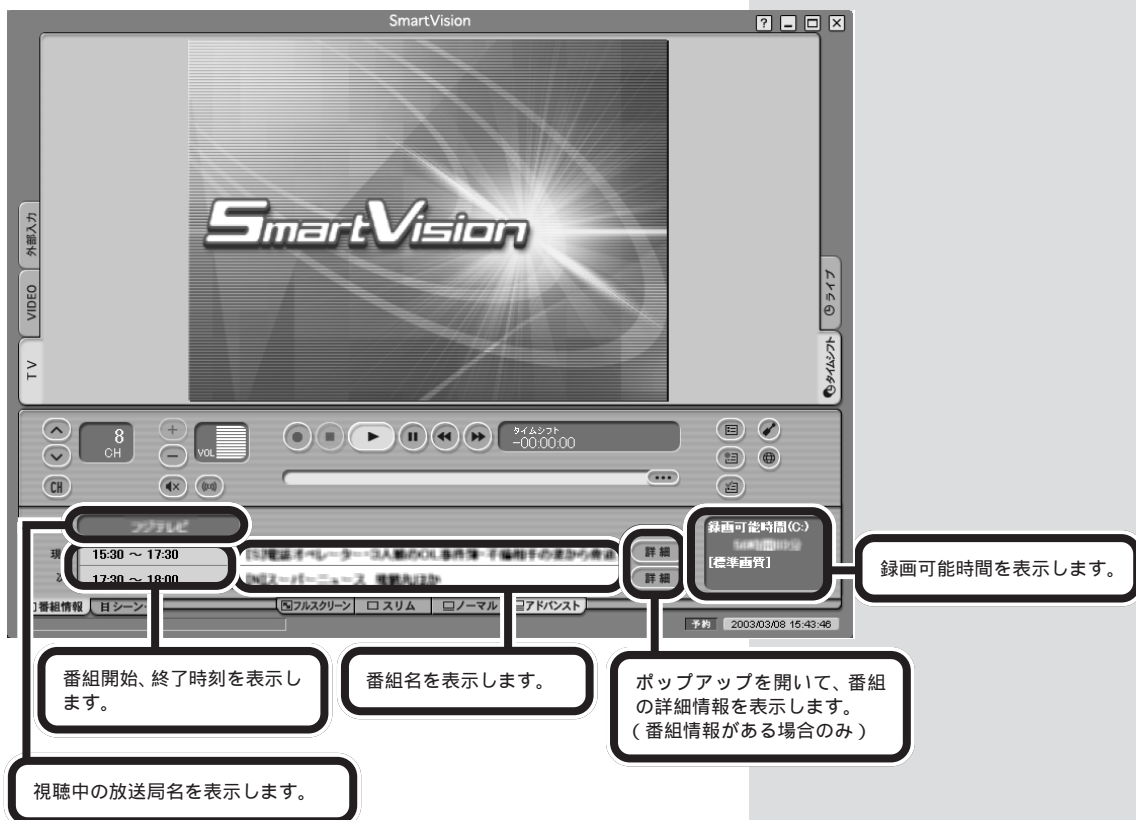 SmartVision
SmartVision
外部入力
VIDEO
TV
ライブ
タイムシフト
8
CH
VOL
CH
タイムシフト
-00:00:00
録画可能時間(C:)
[標準画質]
15:30 ～ 17:30
詳細
17:30 ～ 18:00
詳細
番組情報
シーン
フルスクリーン
スリム
ノーマル
アドバンスト
予約
2003/03/08 15:43:46
録画可能時間を表示します。
番組開始、終了時刻を表示し
ます。
番組名を表示します。
ポップアップを開いて、番組
の詳細情報を表示します。
(番組情報がある場合のみ)
視聴中の放送局名を表示します。